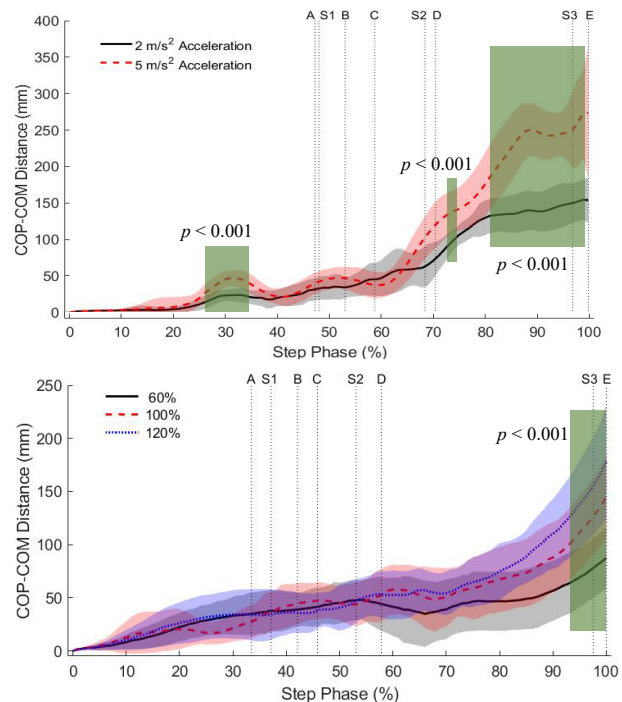 A S1 B C S2 D S3 E
400
350
300
250
200
150
100
50
0
COP-COM Distance (mm)
2 m/s² Acceleration
5 m/s² Acceleration
p < 0.001
p < 0.001
p < 0.001
0 10 20 30 40 50 60 70 80 90 100
Step Phase (%)
A S1 B C S2 D S3 E
250
200
150
100
50
0
COP-COM Distance (mm)
60%
100%
120%
p < 0.001
0 10 20 30 40 50 60 70 80 90 100
Step Phase (%)